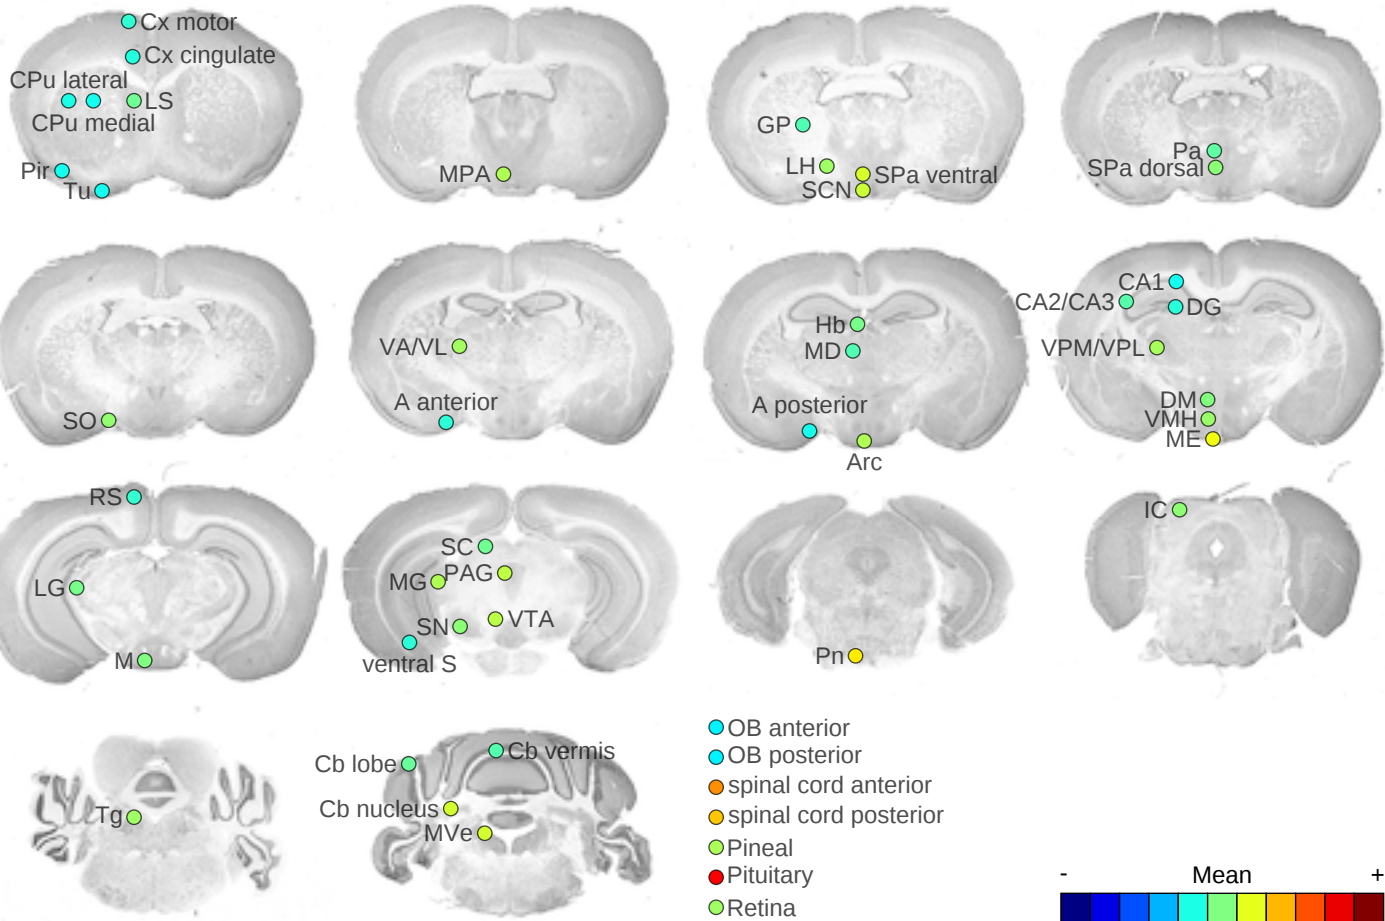 Cx motor
Cx cingulate
CPu lateral
LS
CPu medial
Pir
Tu
MPA
GP
LH
SPa ventral
SCN
Pa
SPa dorsal
SO
VA/VL
A anterior
Hb
MD
A posterior
Arc
CA1
CA2/CA3
DG
VPM/VPL
DM
VMH
ME
RS
LG
M
SC
MG
PAG
SN
VTA
ventral S
Pn
IC
Tg
Cb lobe
Cb vermis
Cb nucleus
MVe
OB anterior
OB posterior
spinal cord anterior
spinal cord posterior
Pineal
Pituitary
Retina
- Mean +